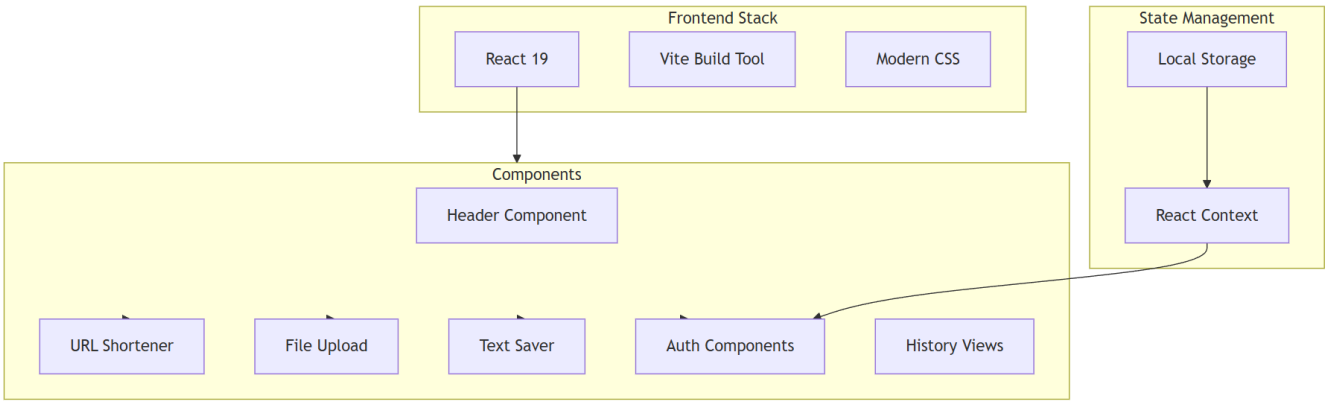 Frontend Stack
React 19
Vite Build Tool
Modern CSS
State Management
Local Storage
React Context
Components
Header Component
URL Shortener
File Upload
Text Saver
Auth Components
History Views